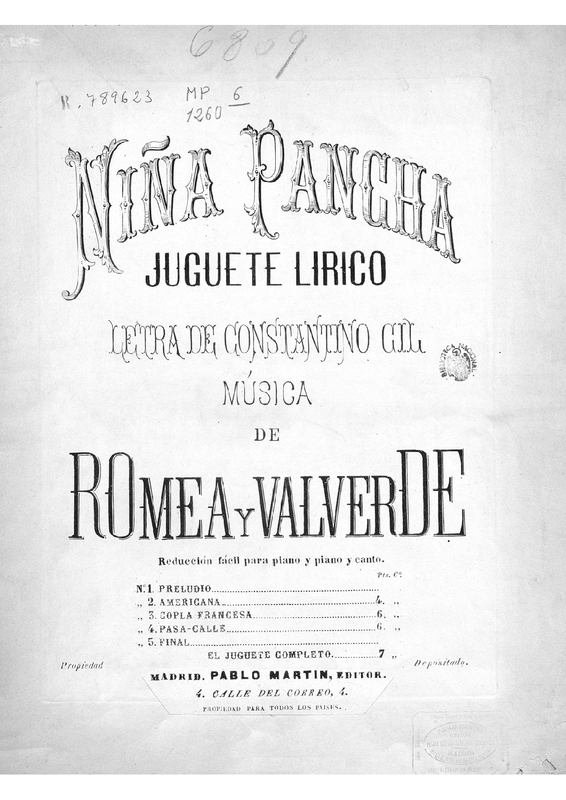 6809
R. 789623
MP 6
1260
NIÑA PANCHA
JUGUETE LIRICO
LETRA DE CONSTANTINO GIL
MÚSICA
DE
ROMEA Y VALVERDE
Reducción fácil para piano y piano y canto.
Pts. Cs.
N.º 1. PRELUDIO
„ 2. AMERICANA 4. „
„ 3. COPLA FRANCESA 6. „
„ 4. PASA-CALLE 6. „
„ 5. FINAL
EL JUGUETE COMPLETO 7 „
Propiedad
Depositado.
MADRID. PABLO MARTIN, EDITOR.
4. CALLE DEL CORREO, 4.
PROPIEDAD PARA TODOS LOS PAISES.